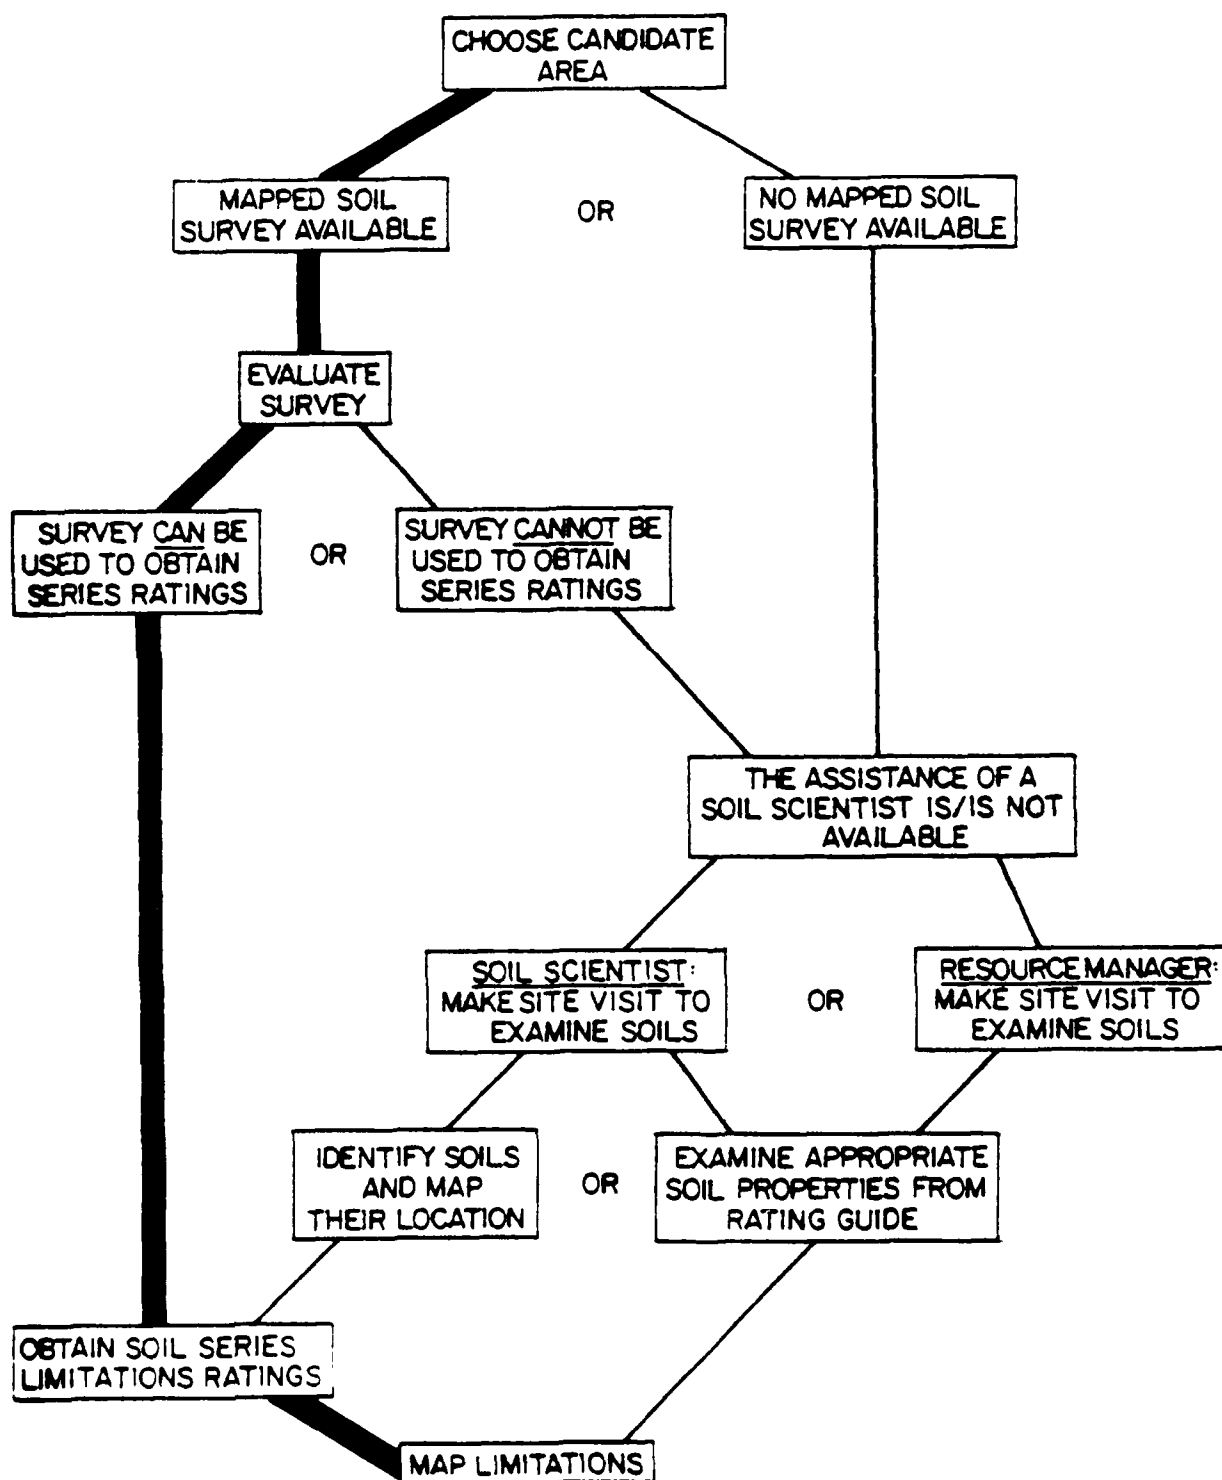 CHOOSE CANDIDATE
AREA
MAPPED SOIL
SURVEY AVAILABLE
OR
NO MAPPED SOIL
SURVEY AVAILABLE
EVALUATE
SURVEY
SURVEY CAN BE
USED TO OBTAIN
SERIES RATINGS
OR
SURVEY CANNOT BE
USED TO OBTAIN
SERIES RATINGS
THE ASSISTANCE OF A
SOIL SCIENTIST IS/IS NOT
AVAILABLE
SOIL SCIENTIST:
MAKE SITE VISIT TO
EXAMINE SOILS
OR
RESOURCE MANAGER:
MAKE SITE VISIT TO
EXAMINE SOILS
IDENTIFY SOILS
AND MAP
THEIR LOCATION
OR
EXAMINE APPROPRIATE
SOIL PROPERTIES FROM
RATING GUIDE
OBTAIN SOIL SERIES
LIMITATIONS RATINGS
MAP LIMITATIONS